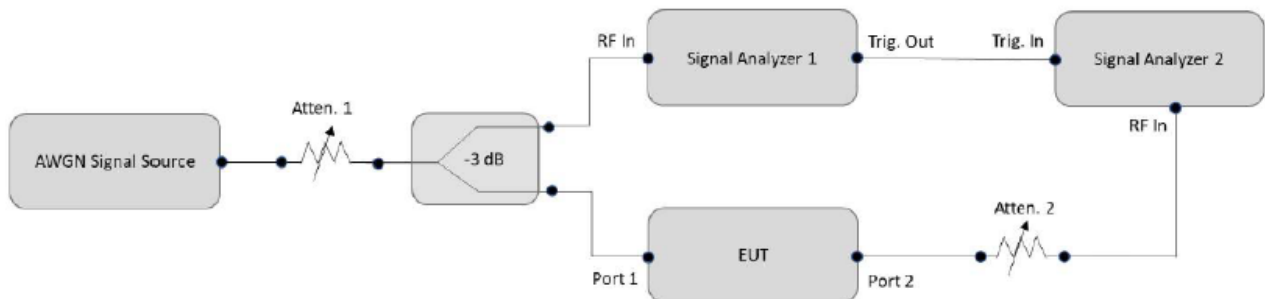 RF In
Signal Analyzer 1
Trig. Out
Trig. In
Signal Analyzer 2
RF In
Atten. 1
AWGN Signal Source
-3 dB
Atten. 2
EUT
Port 1
Port 2